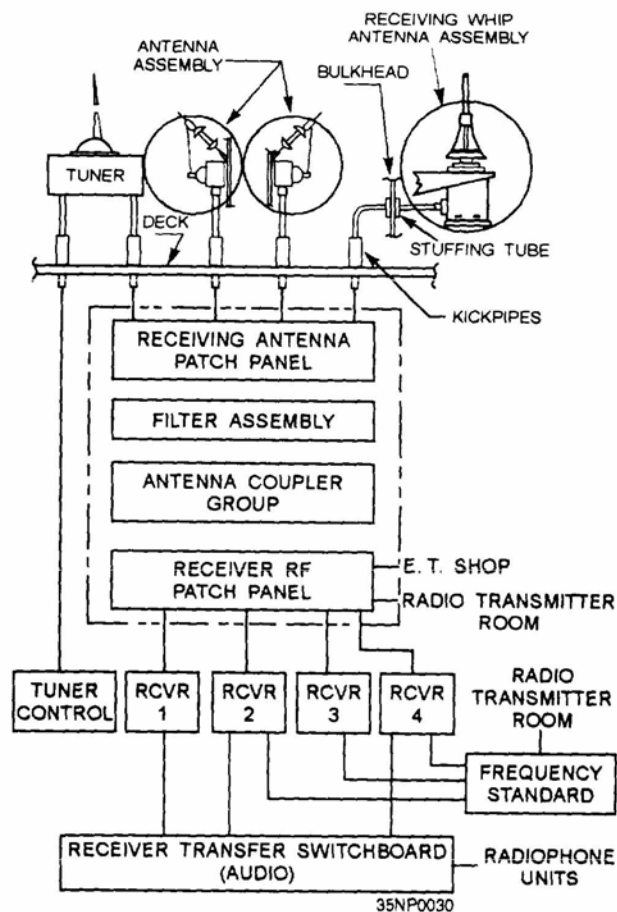 RECEIVING WHIP
ANTENNA ASSEMBLY
ANTENNA
ASSEMBLY
BULKHEAD
TUNER
DECK
STUFFING TUBE
KICKPIPES
RECEIVING ANTENNA
PATCH PANEL
FILTER ASSEMBLY
ANTENNA COUPLER
GROUP
RECEIVER RF
PATCH PANEL
E. T. SHOP
RADIO TRANSMITTER
ROOM
TUNER
CONTROL
RCVR
1
RCVR
2
RCVR
3
RCVR
4
RADIO
TRANSMITTER
ROOM
FREQUENCY
STANDARD
RECEIVER TRANSFER SWITCHBOARD
(AUDIO)
RADIOPHONE
UNITS
35NP0030